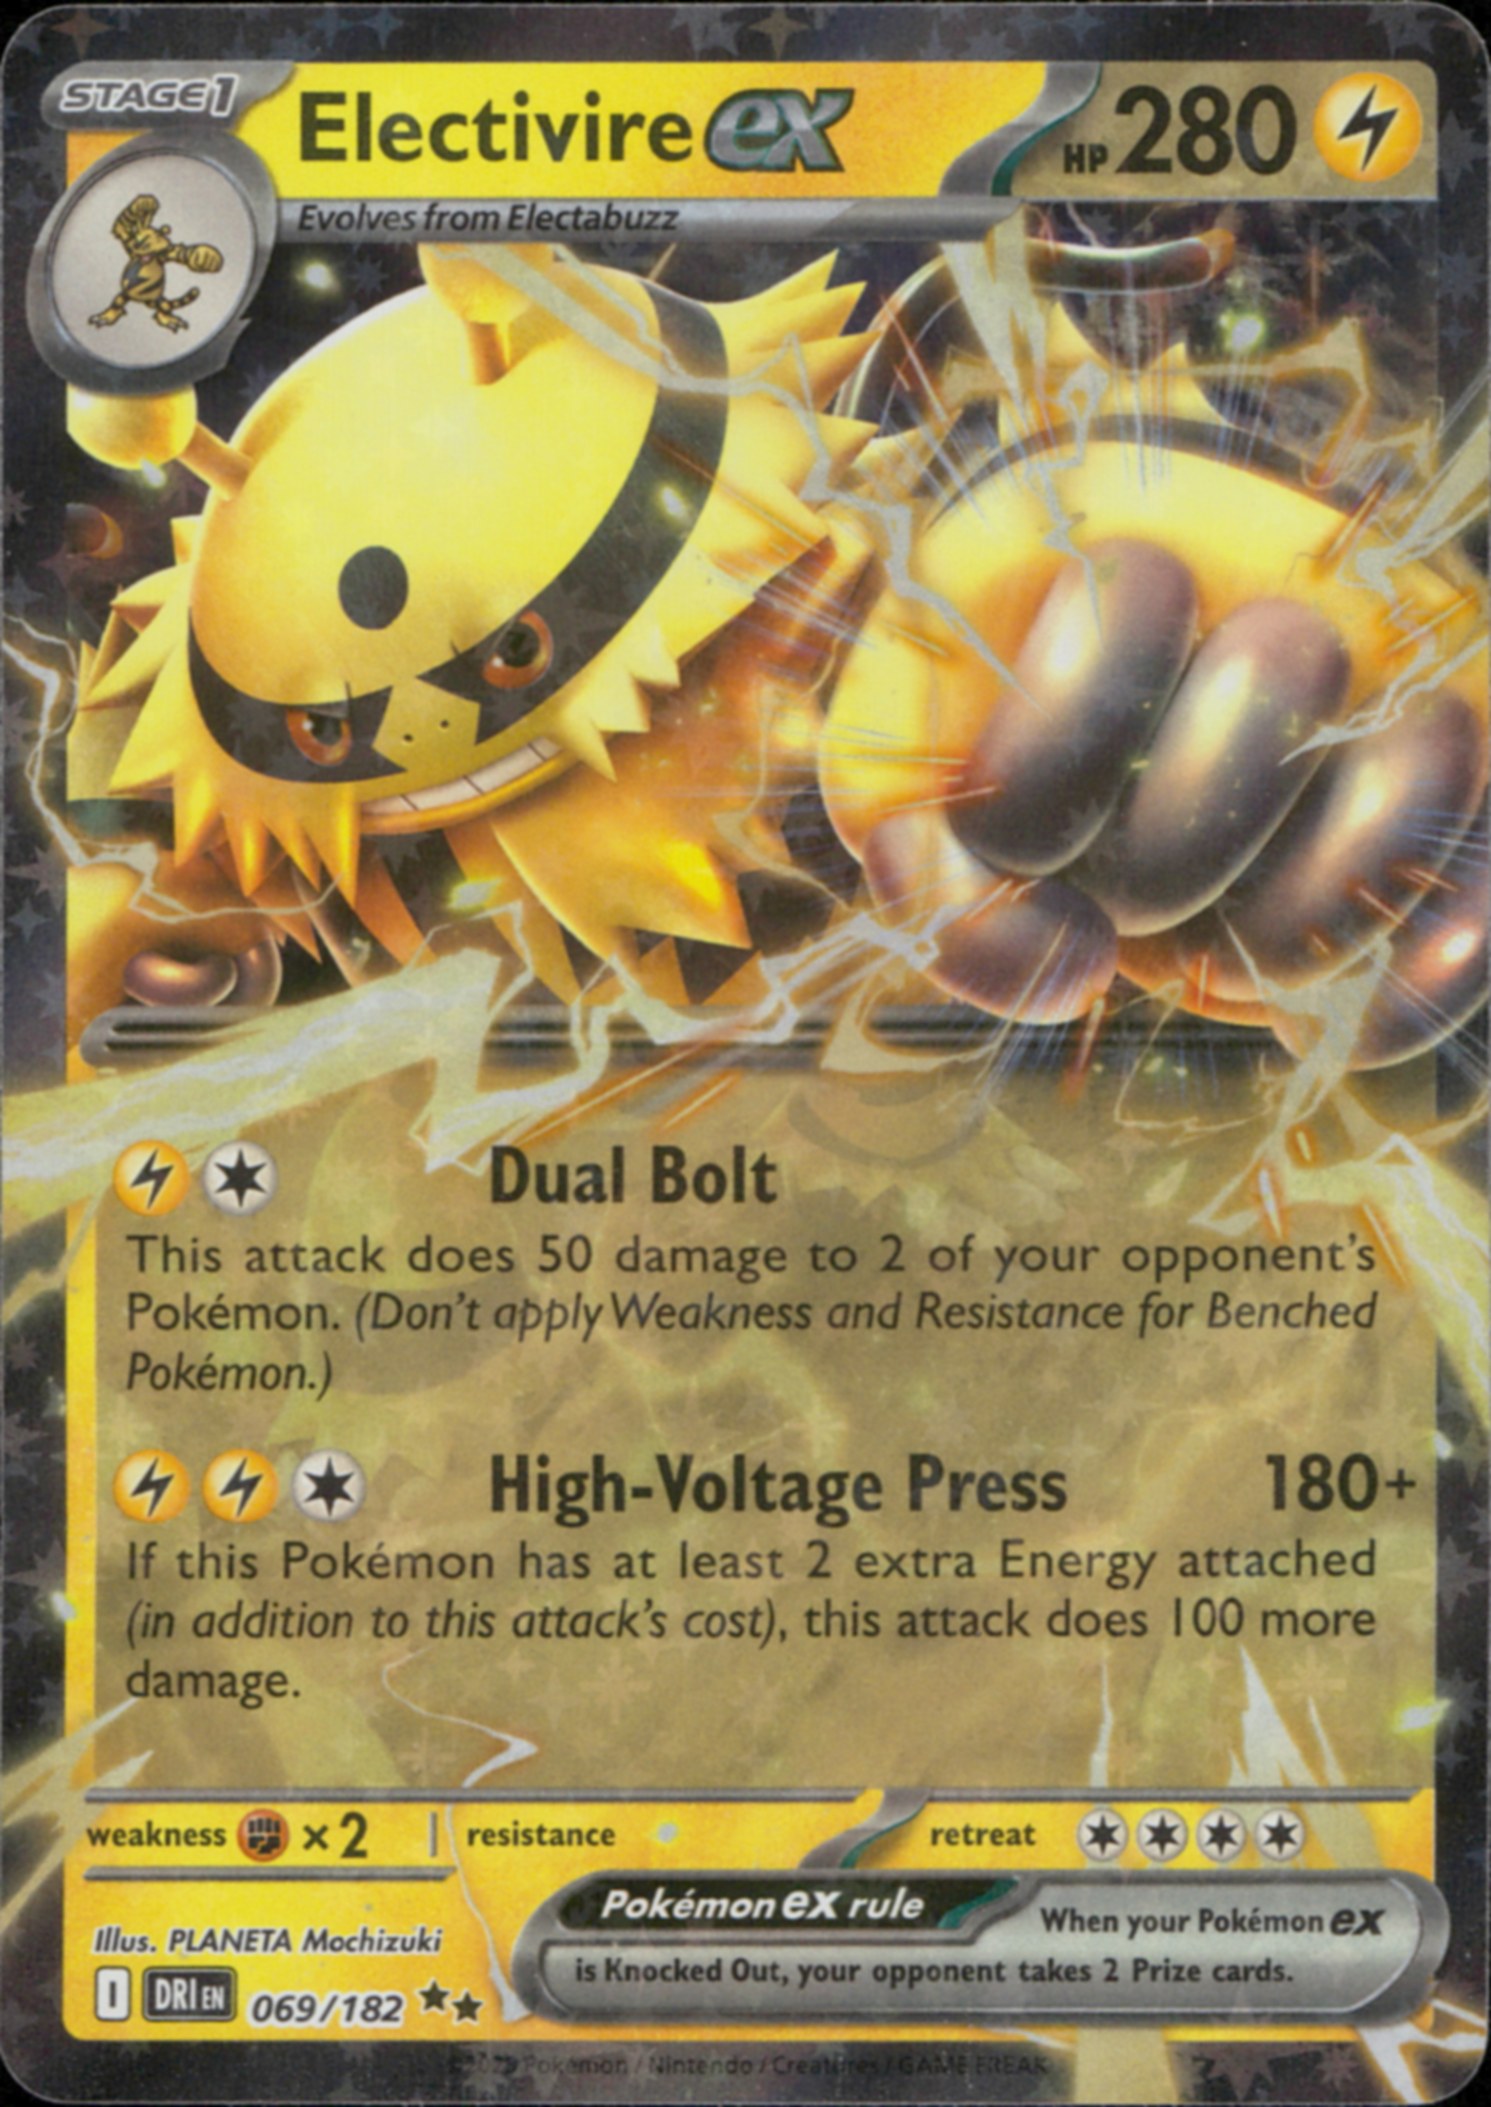 STAGE1
Electivire ex
HP 280
Evolves from Electabuzz
Dual Bolt
This attack does 50 damage to 2 of your opponent's
Pokémon. (Don't apply Weakness and Resistance for Benched
Pokémon.)
High-Voltage Press 180+
If this Pokémon has at least 2 extra Energy attached
(in addition to this attack's cost), this attack does 100 more
damage.
weakness ×2 resistance retreat
Pokémon ex rule
When your Pokémon ex
is Knocked Out, your opponent takes 2 Prize cards.
Illus. PLANETA Mochizuki
I DRI EN 069/182
Pokémon / Nintendo / Creatures / GAME FREAK